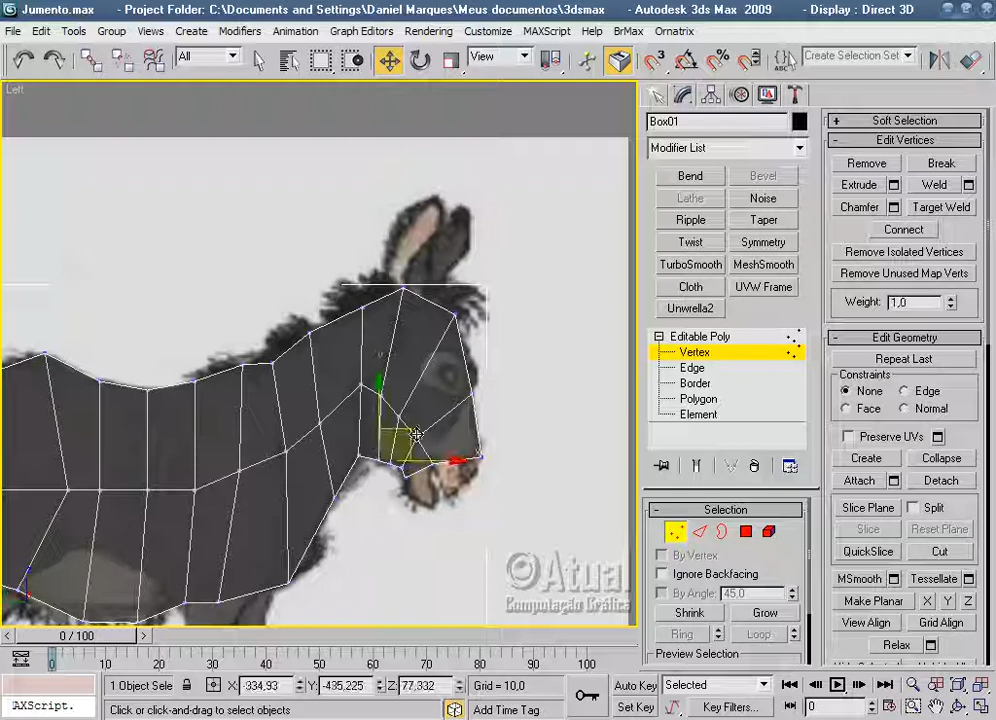 Jumento.max - Project Folder: C:\Documents and Settings\Daniel Marques\Meus documentos\3dsmax - Autodesk 3ds Max 2009 - Display : Direct 3D
File Edit Tools Group Views Create Modifiers Animation Graph Editors Rendering Customize MAXScript Help BrMax Ornatrix
All View Create Selection Set
Left
Box01
Modifier List
Bend Bevel
Lathe Noise
Ripple Taper
Twist Symmetry
TurboSmooth MeshSmooth
Cloth UVW Frame
Unwrella2
Editable Poly
Vertex
Edge
Border
Polygon
Element
Selection
By Vertex
Ignore Backfacing
By Angle: 45,0
Shrink Grow
Ring Loop
Preview Selection
Soft Selection
Edit Vertices
Remove Break
Extrude Weld
Chamfer Target Weld
Connect
Remove Isolated Vertices
Remove Unused Map Verts
Weight: 1,0
Edit Geometry
Repeat Last
Constraints
None Edge
Face Normal
Preserve UVs
Create Collapse
Attach Detach
Slice Plane Split
Slice Reset Plane
QuickSlice Cut
MSmooth Tessellate
Make Planar X Y Z
View Align Grid Align
Relax
Atual
Computação Gráfica
0 / 100
0 10 20 30 40 50 60 70 80 90 100
1 Object Sele X: -334,93 Y: -435,225 Z: 77,332 Grid = 10,0 Auto Key Selected
AXScript. Click or click-and-drag to select objects Add Time Tag Set Key Key Filters... 0